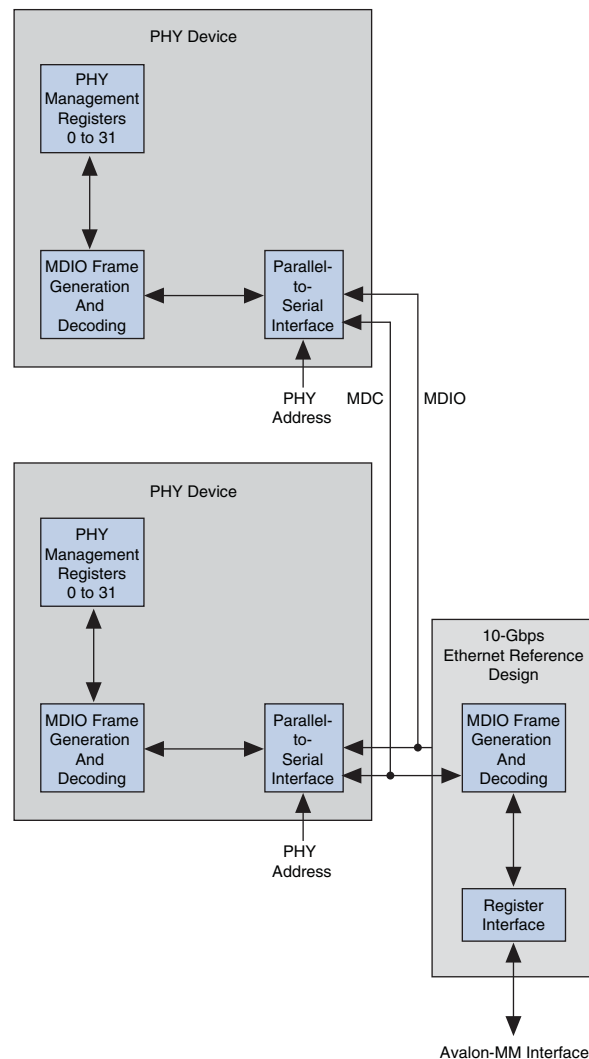 PHY Device
PHY
Management
Registers
0 to 31
MDIO Frame
Generation
And
Decoding
Parallel-
to-
Serial
Interface
PHY
Address
MDC
MDIO
PHY Device
PHY
Management
Registers
0 to 31
MDIO Frame
Generation
And
Decoding
Parallel-
to-
Serial
Interface
PHY
Address
10-Gbps
Ethernet Reference
Design
MDIO Frame
Generation
And
Decoding
Register
Interface
Avalon-MM Interface